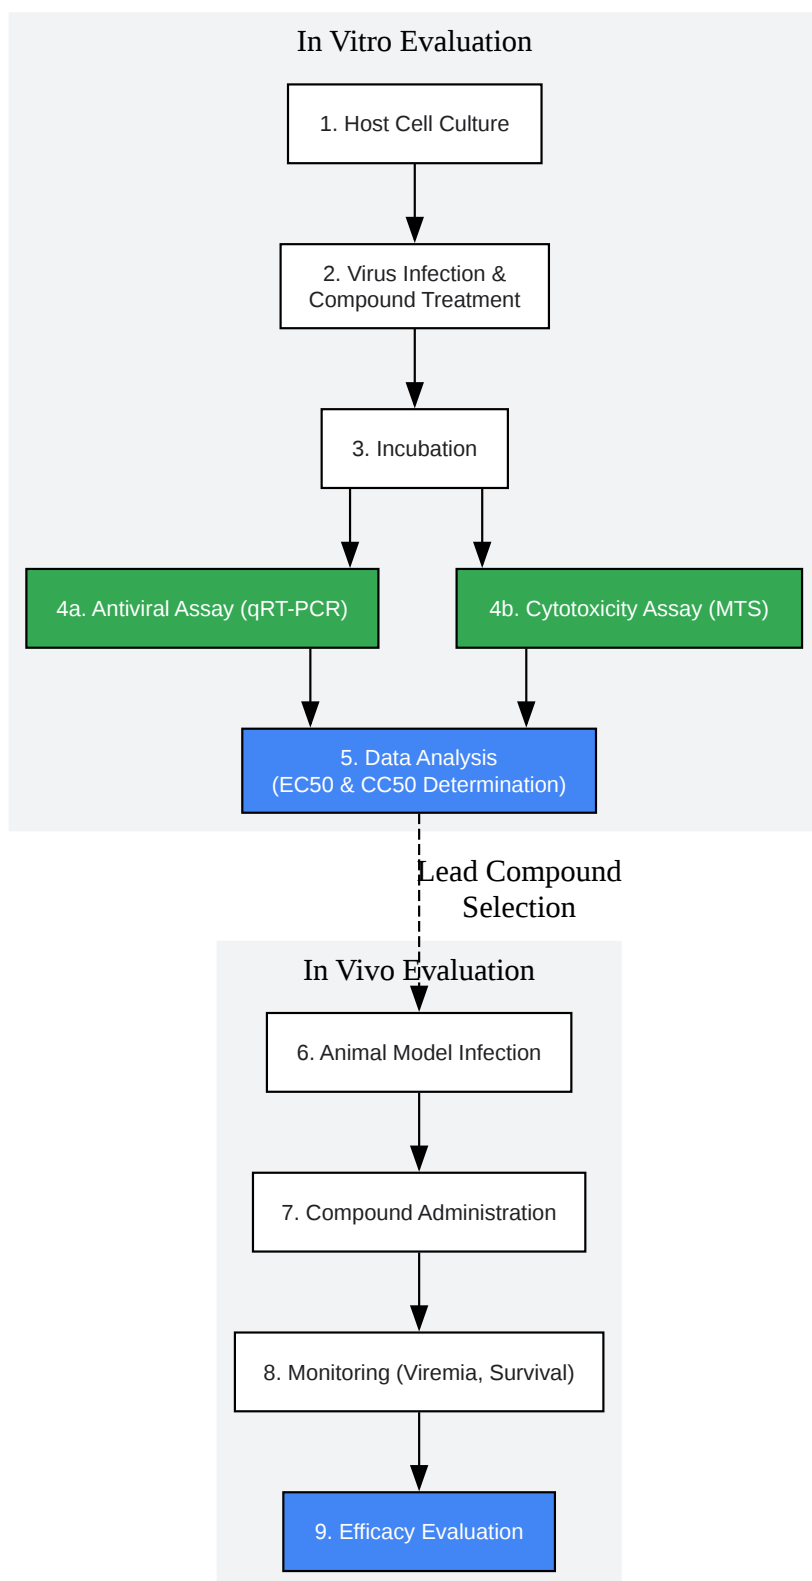 In Vitro Evaluation
1. Host Cell Culture
2. Virus Infection &
Compound Treatment
3. Incubation
4a. Antiviral Assay (qRT-PCR)
4b. Cytotoxicity Assay (MTS)
5. Data Analysis
(EC50 & CC50 Determination)
Lead Compound
Selection
In Vivo Evaluation
6. Animal Model Infection
7. Compound Administration
8. Monitoring (Viremia, Survival)
9. Efficacy Evaluation